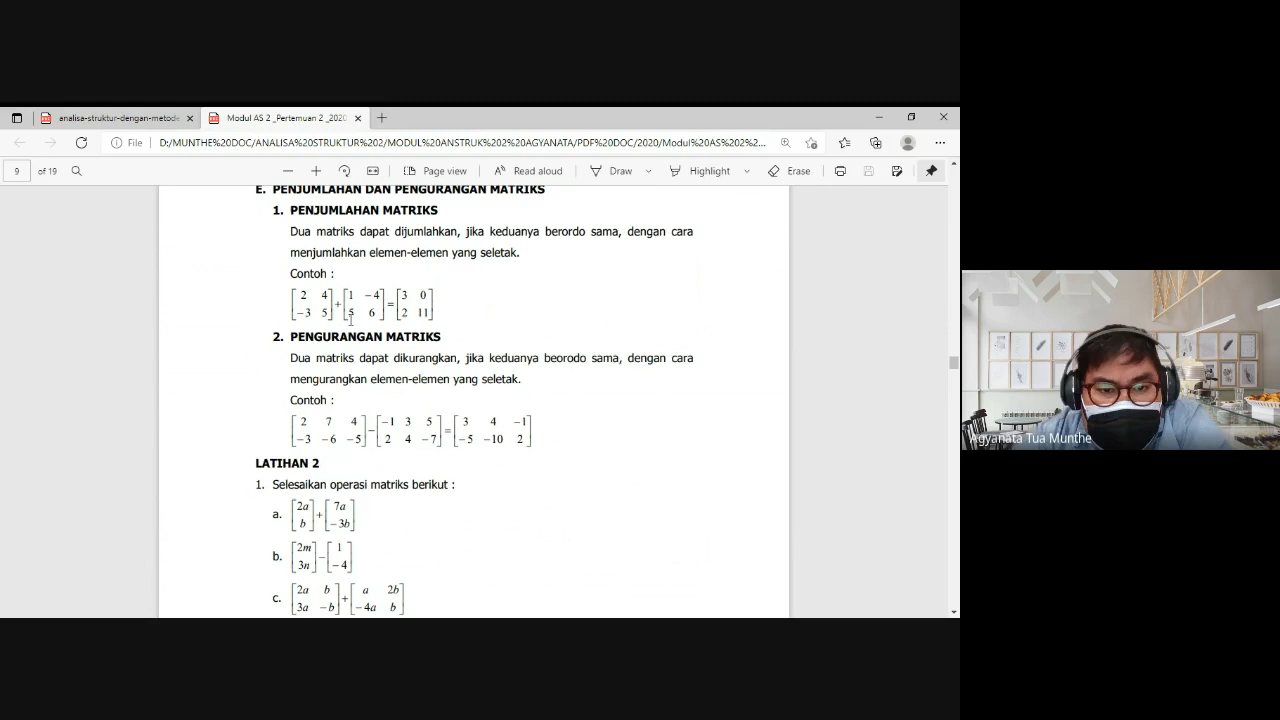 analisa-struktur-dengan-metode
Modul AS 2 _Pertemuan 2 _2020
File D:/MUNTHE%20DOC/ANALISA%20STRUKTUR%202/MODUL%20ANSTRUK%202%20AGYANATA/PDF%20DOC/2020/Modul%20AS%202%...
9 of 19 Page view Read aloud Draw Highlight Erase
E. PENJUMLAHAN DAN PENGURANGAN MATRIKS
1. PENJUMLAHAN MATRIKS
Dua matriks dapat dijumlahkan, jika keduanya berordo sama, dengan cara
menjumlahkan elemen-elemen yang seletak.
Contoh :
[2 4] + [1 −4] = [3 0]
[−3 5] [5 6] [2 11]
2. PENGURANGAN MATRIKS
Dua matriks dapat dikurangkan, jika keduanya beorodo sama, dengan cara
mengurangkan elemen-elemen yang seletak.
Contoh :
[2 7 4] − [−1 3 5] = [3 4 −1]
[−3 −6 −5] [2 4 −7] [−5 −10 2]
LATIHAN 2
1. Selesaikan operasi matriks berikut :
a. [2a] + [7a]
[b] [−3b]
b. [2m] − [1]
[3n] [−4]
c. [2a b] + [a 2b]
[3a −b] [−4a b]
Agyanata Tua Munthe